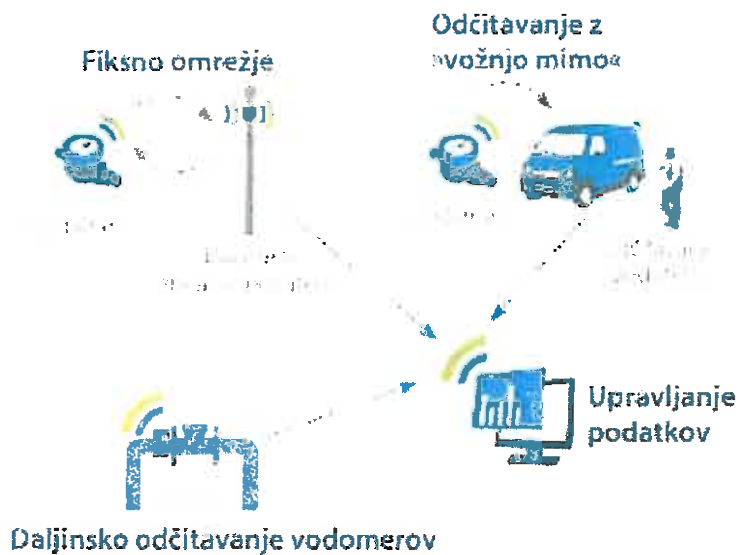 Fiksno omrežje
Odčitavanje z
»vožnjo mimo«
Upravljanje
podatkov
Daljinsko odčitavanje vodomerov